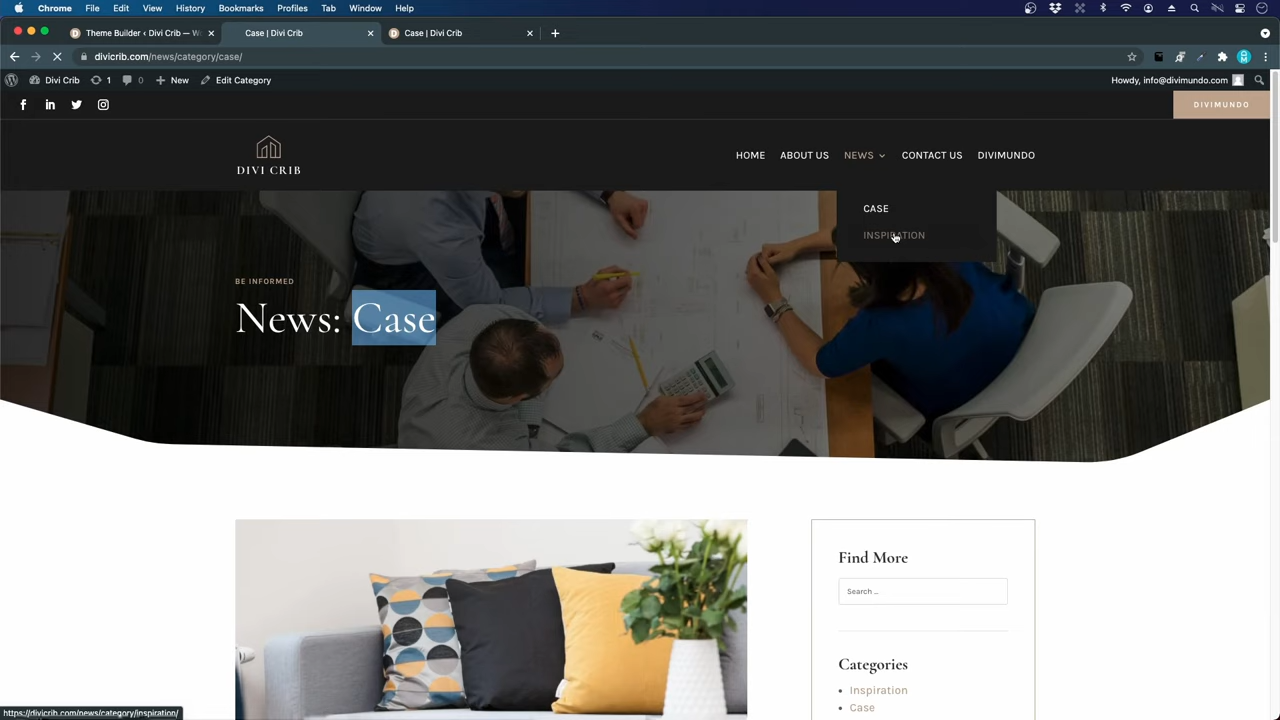 Chrome File Edit View History Bookmarks Profiles Tab Window Help
Theme Builder ‹ Divi Crib — W
Case | Divi Crib
Case | Divi Crib
divicrib.com/news/category/case/
Divi Crib 1 0 New Edit Category
Howdy, info@divimundo.com
DIVIMUNDO
DIVI CRIB
HOME ABOUT US NEWS CONTACT US DIVIMUNDO
CASE
INSPIRATION
BE INFORMED
News: Case
Find More
Search …
Categories
• Inspiration
• Case
https://divicrib.com/news/category/inspiration/